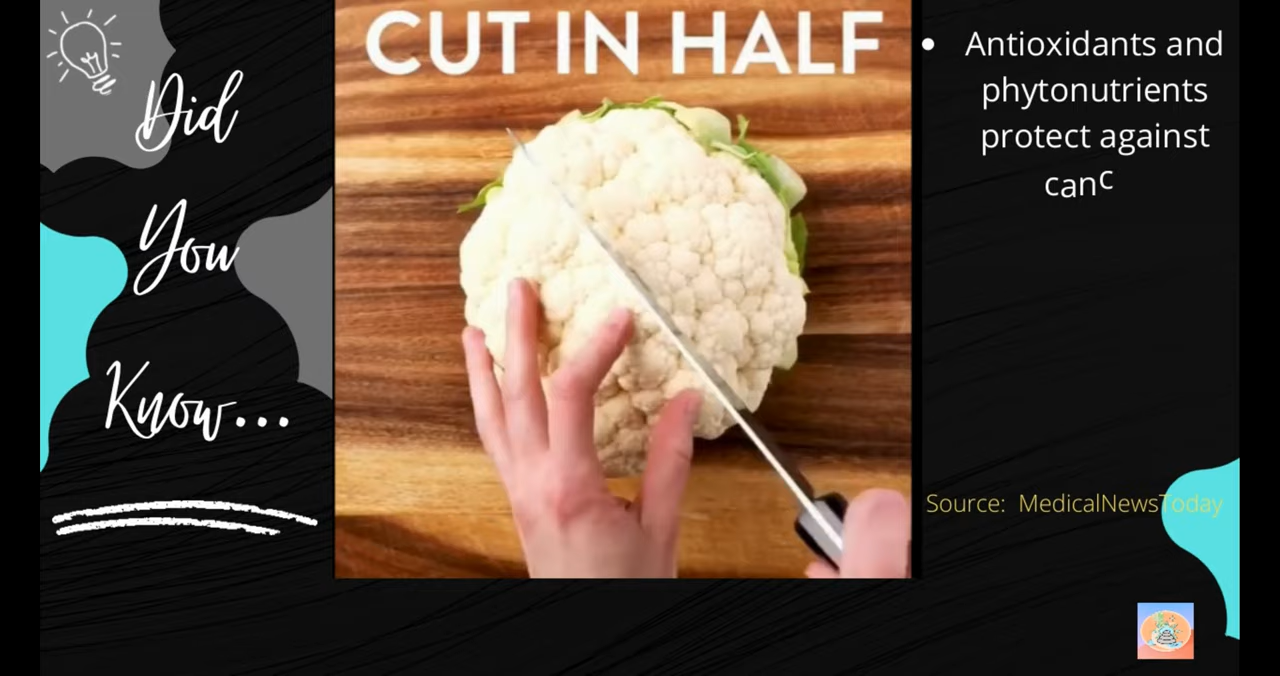 Did
You
Know...
CUT IN HALF
• Antioxidants and
phytonutrients
protect against
canc
Source: MedicalNewsToday